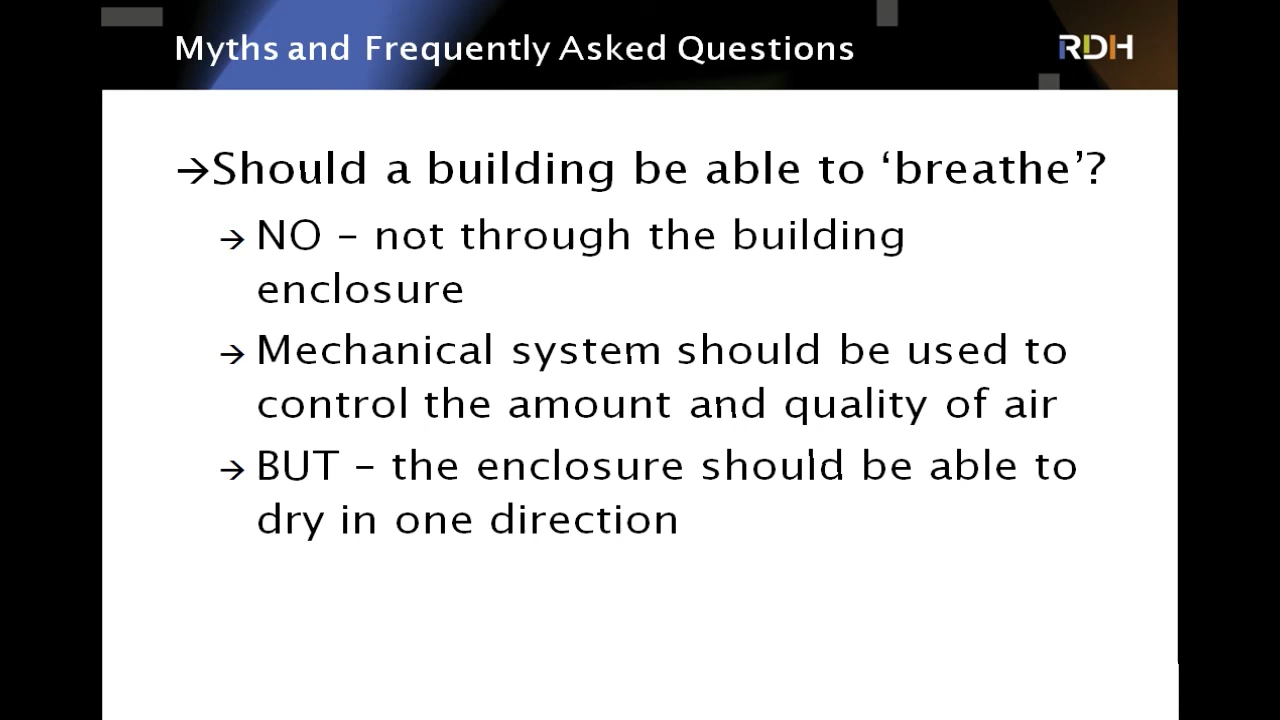 Myths and Frequently Asked Questions
RDH
→Should a building be able to ‘breathe’?
→ NO – not through the building
enclosure
→ Mechanical system should be used to
control the amount and quality of air
→ BUT – the enclosure should be able to
dry in one direction